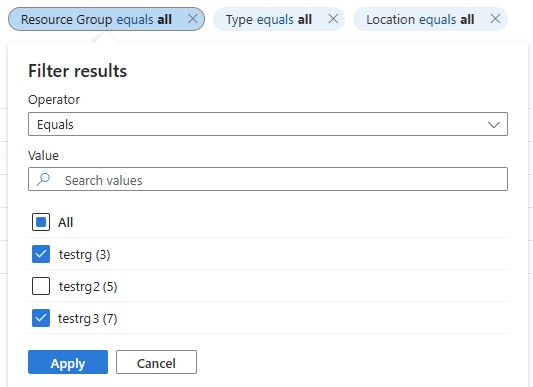 Resource Group equals all Type equals all Location equals all
Filter results
Operator
Equals
Value
Search values
All
testrg (3)
testrg2 (5)
testrg3 (7)
Apply Cancel